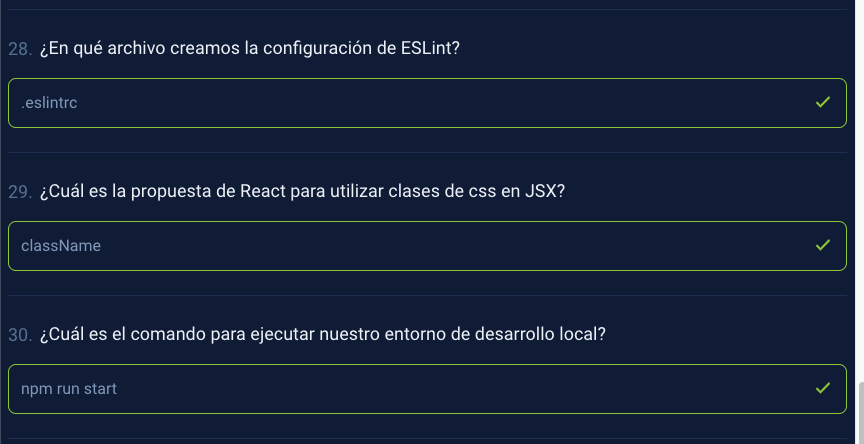 28. ¿En qué archivo creamos la configuración de ESLint?
.eslintrc
29. ¿Cuál es la propuesta de React para utilizar clases de css en JSX?
className
30. ¿Cuál es el comando para ejecutar nuestro entorno de desarrollo local?
npm run start